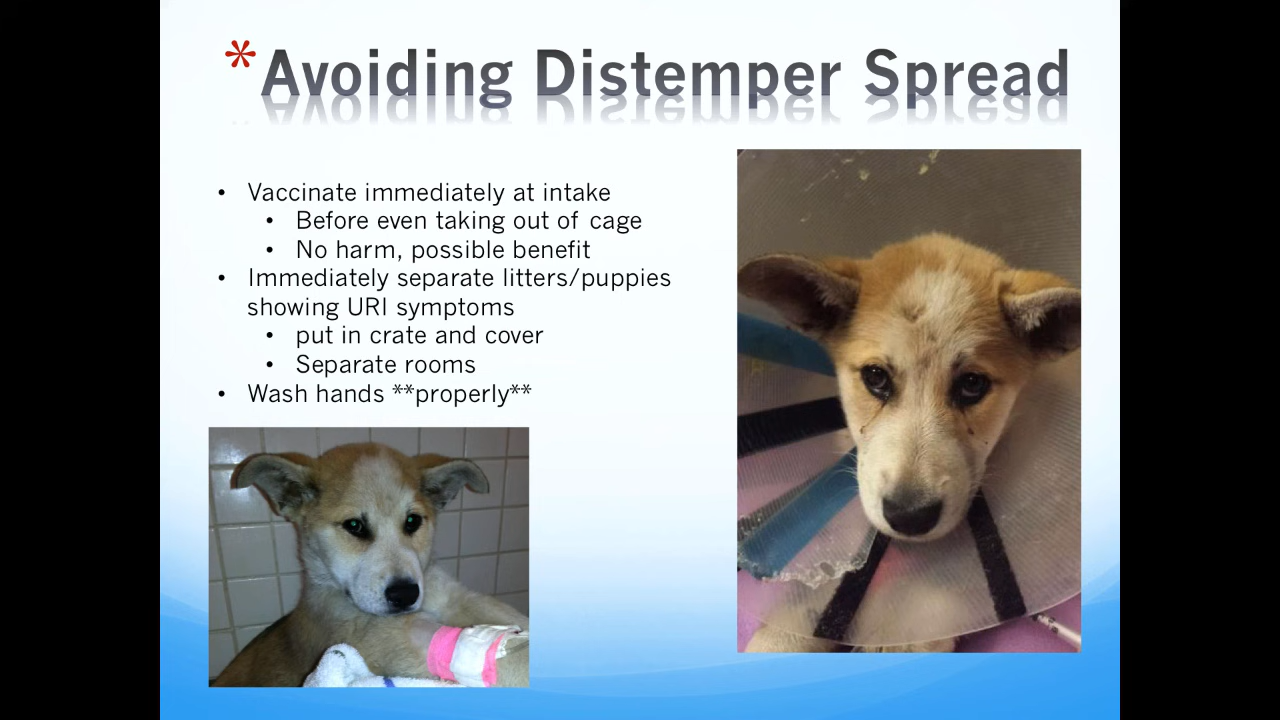 *Avoiding Distemper Spread
• Vaccinate immediately at intake
• Before even taking out of cage
• No harm, possible benefit
• Immediately separate litters/puppies
showing URI symptoms
• put in crate and cover
• Separate rooms
• Wash hands **properly**